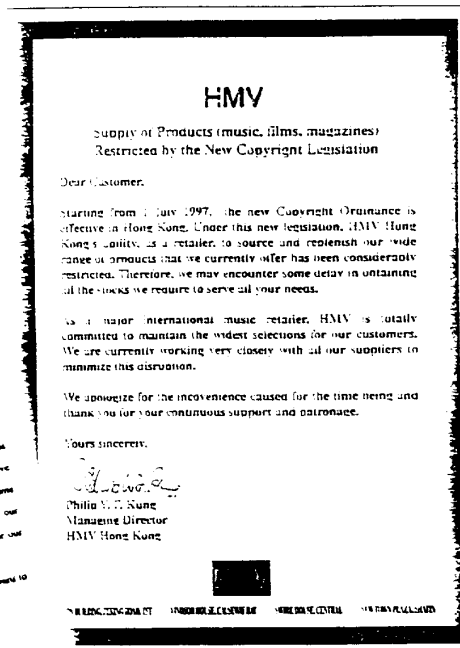 HMV
Supply of Products (music, films, magazines)
Restricted by the New Copyright Legislation
Dear Customer,
Starting from 1 July 1997, the new Copyright Ordinance is
effective in Hong Kong. Under this new legislation, HMV Hong
Kong's ability, as a retailer, to source and replenish our wide
range of products that we currently offer has been considerably
restricted. Therefore, we may encounter some delay in obtaining
all the stocks we require to serve all your needs.
As a major international music retailer, HMV is totally
committed to maintain the widest selections for our customers.
We are currently working very closely with all our suppliers to
minimize this disruption.
We apologize for the incovenience caused for the time being and
thank you for your continuous support and patronage.
Yours sincerely,
Philip Kung
Managing Director
HMV Hong Kong
our
our
to